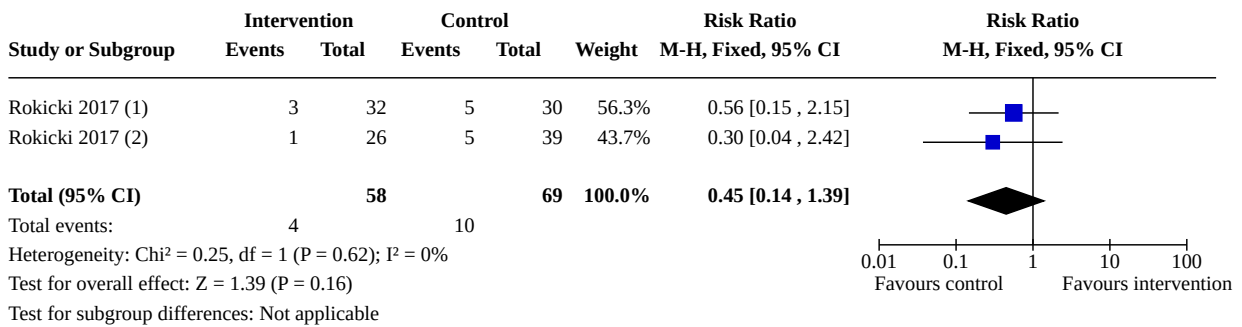 Intervention Control Risk Ratio Risk Ratio
Study or Subgroup Events Total Events Total Weight M-H, Fixed, 95% CI M-H, Fixed, 95% CI
Rokicki 2017 (1) 3 32 5 30 56.3% 0.56 [0.15 , 2.15]
Rokicki 2017 (2) 1 26 5 39 43.7% 0.30 [0.04 , 2.42]
Total (95% CI) 58 69 100.0% 0.45 [0.14 , 1.39]
Total events: 4 10
Heterogeneity: Chi² = 0.25, df = 1 (P = 0.62); I² = 0%
0.01 0.1 1 10 100
Test for overall effect: Z = 1.39 (P = 0.16) Favours control Favours intervention
Test for subgroup differences: Not applicable